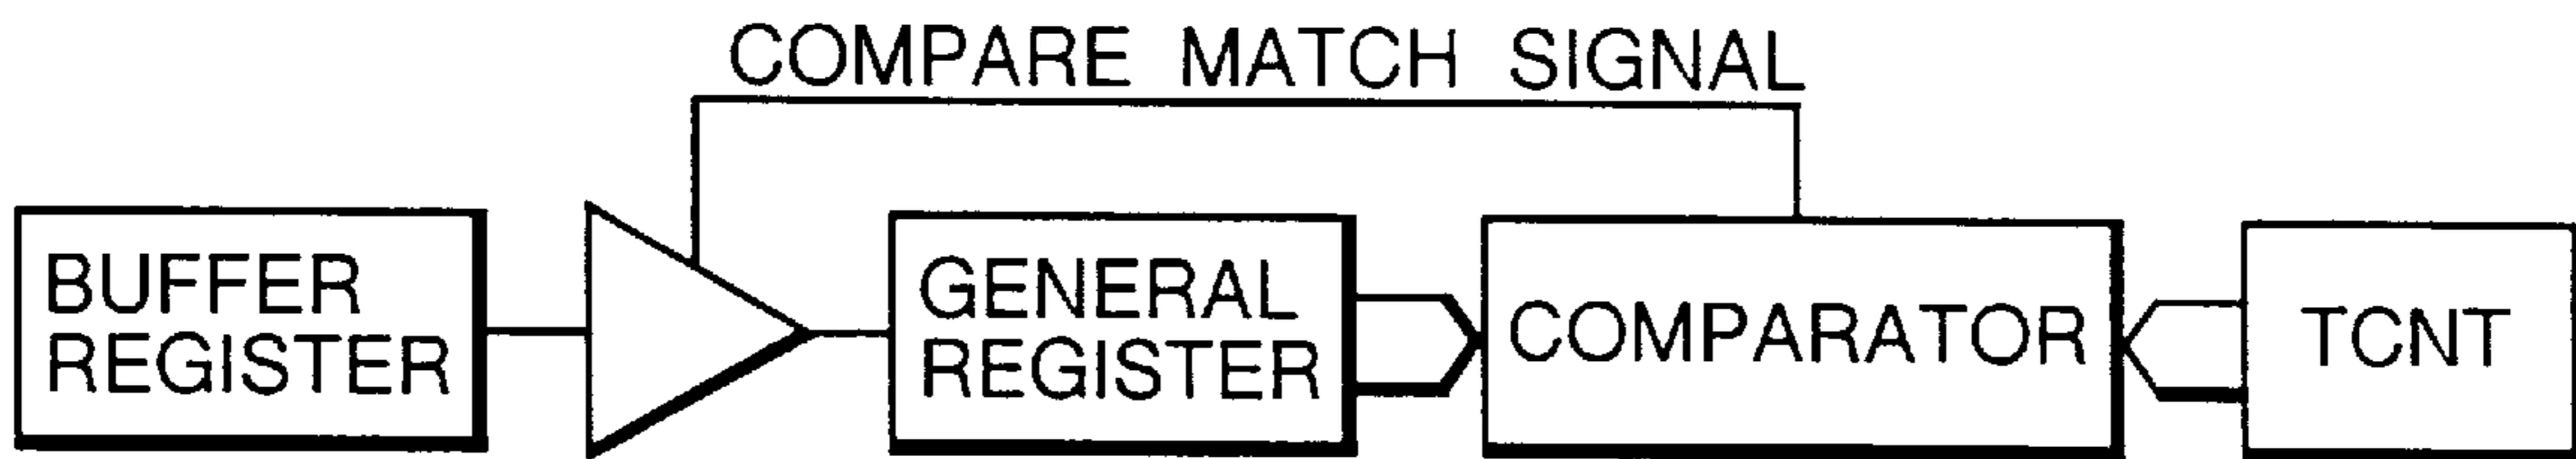 COMPARE MATCH SIGNAL
BUFFER
REGISTER
GENERAL
REGISTER
COMPARATOR
TCNT